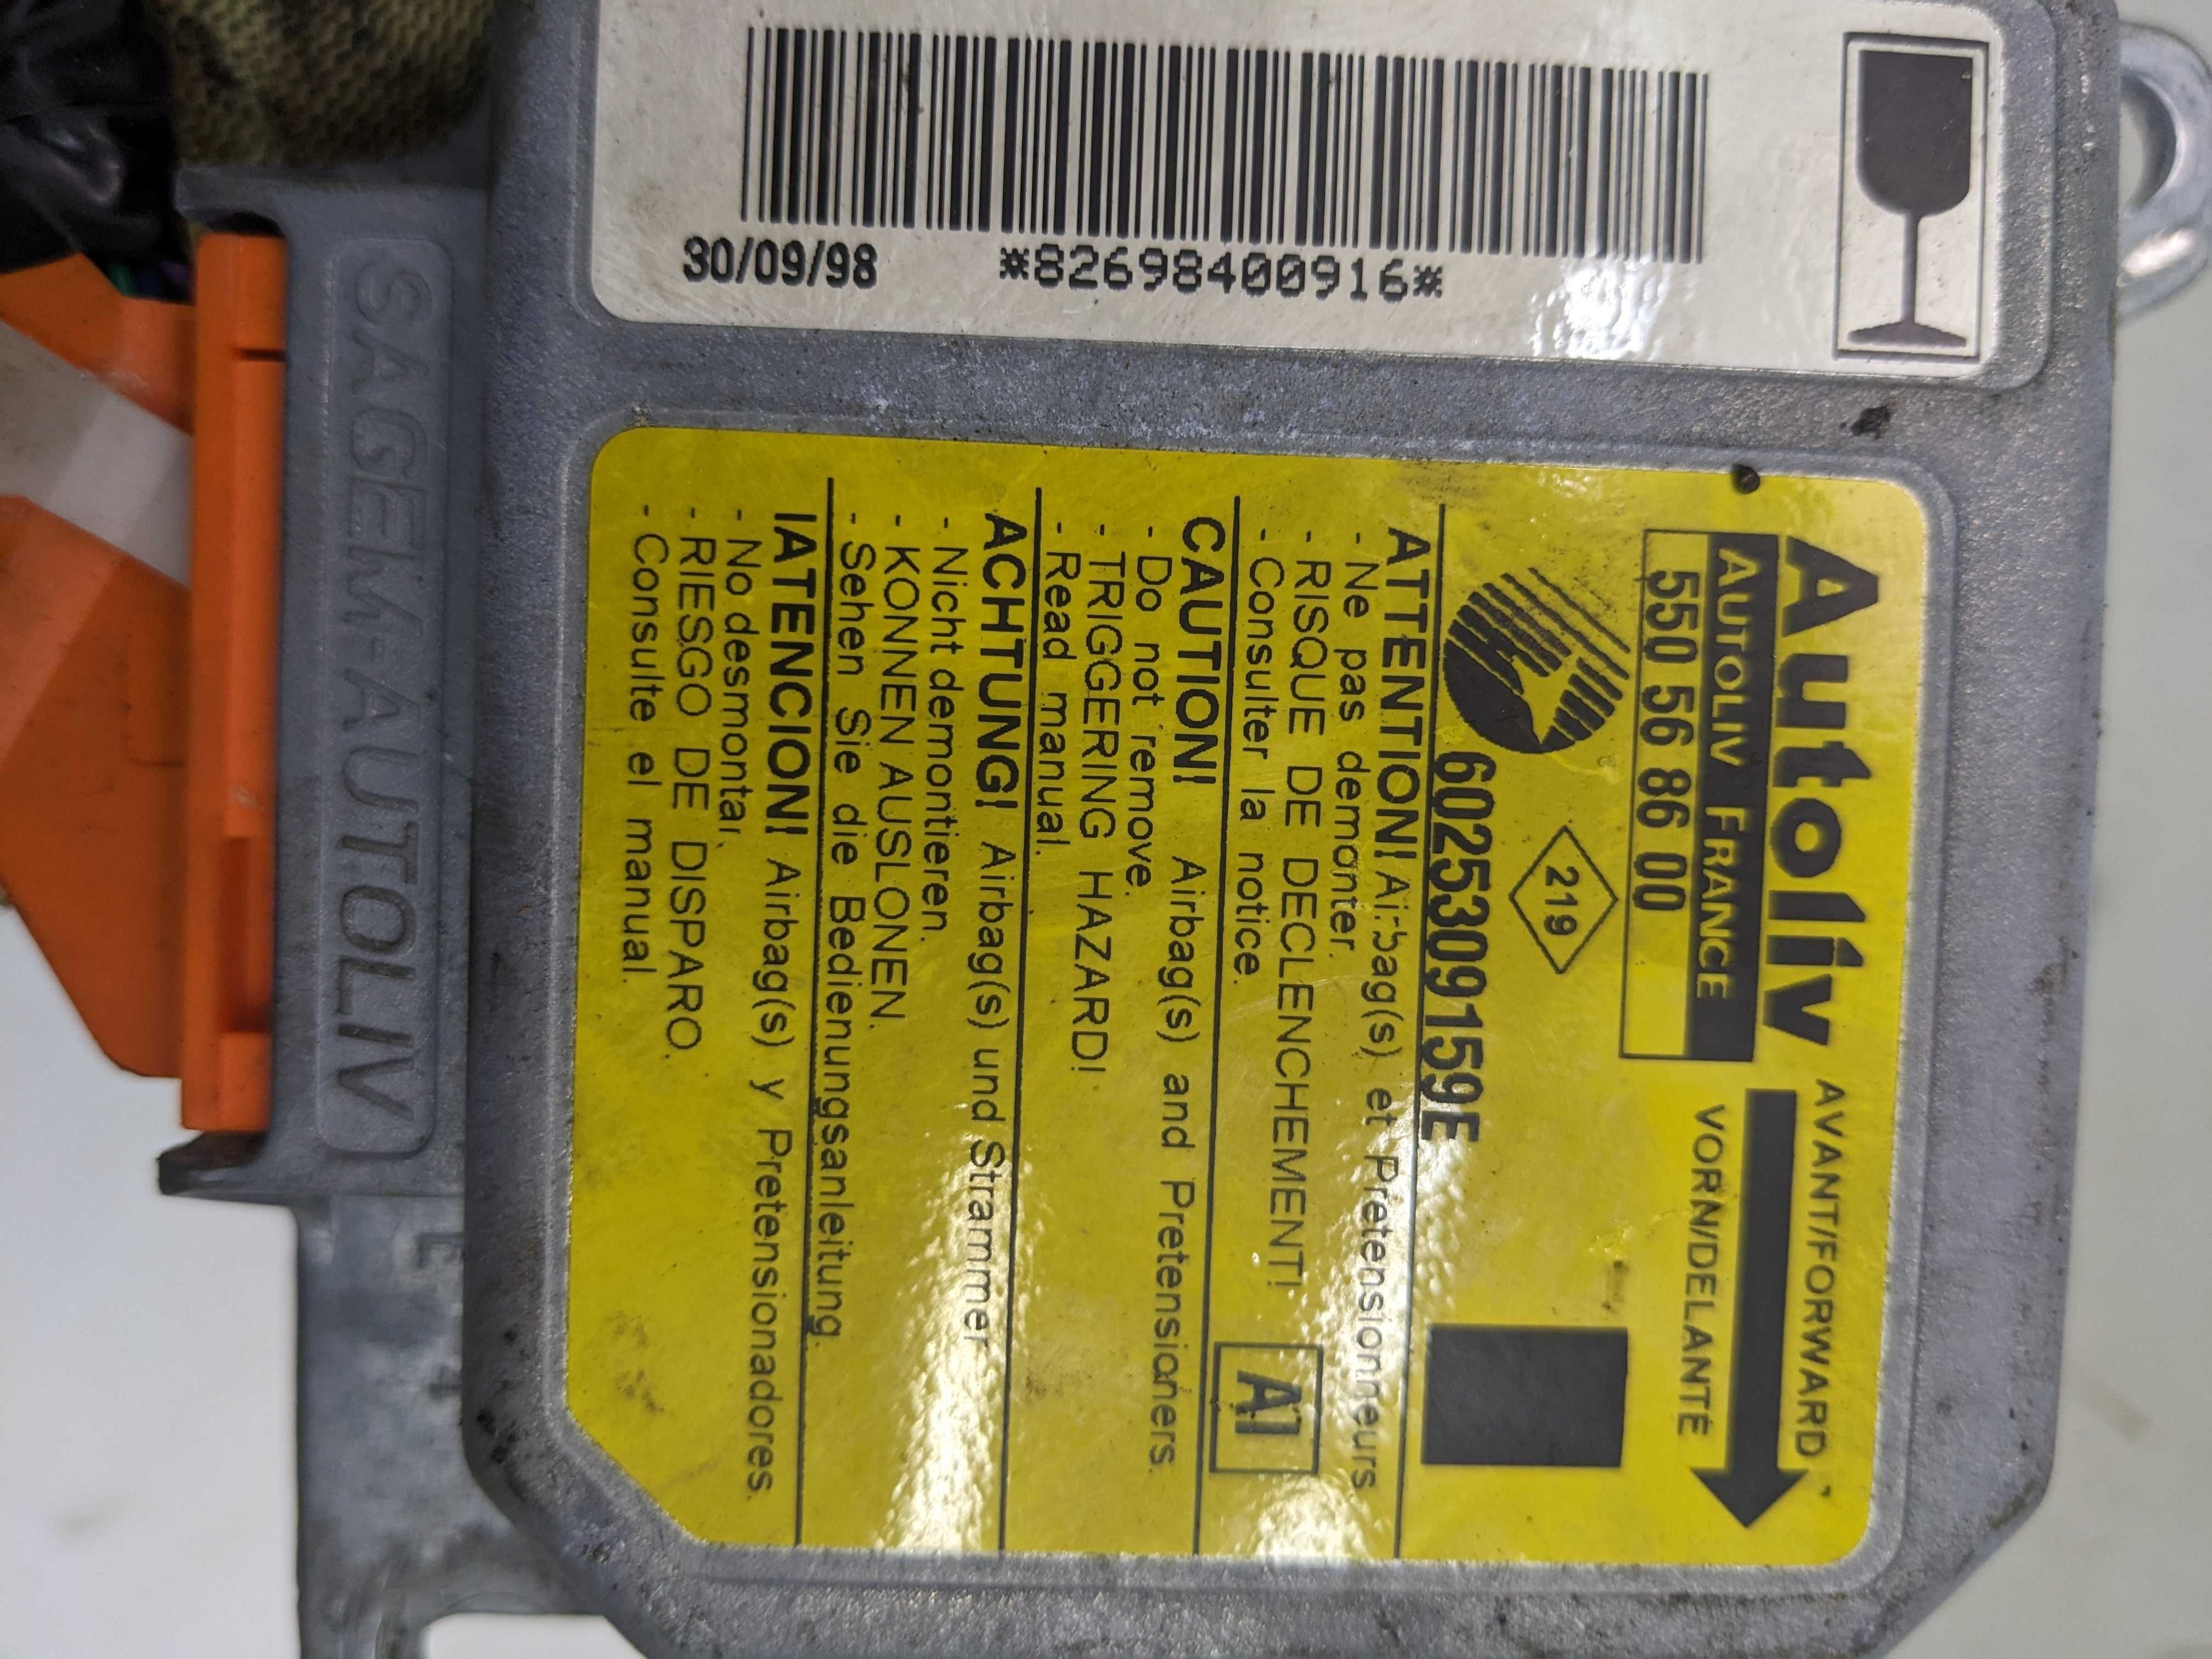 30/09/98 *82698400916*
Autoliv
AUTOLIV FRANCE
550 56 86 00
AVANT/FORWARD
VORN/DELANTE
219
6025309159E
ATTENTION! Airbag(s) et Pretensionneurs
- Ne pas demonter.
- RISQUE DE DECLENCHEMENT!
- Consulter la notice.
A1
CAUTION! Airbag(s) and Pretensioners.
- Do not remove.
- TRIGGERING HAZARD!
- Read manual.
ACHTUNG! Airbag(s) und Strammer
- Nicht demontieren.
- KONNEN AUSLONEN.
- Sehen Sie die Bedienungsanleitung.
!ATENCION! Airbag(s) y Pretensionadores.
- No desmontar,
- RIESGO DE DISPARO.
- Consulte el manual.
SAGEM-AUTOLIV